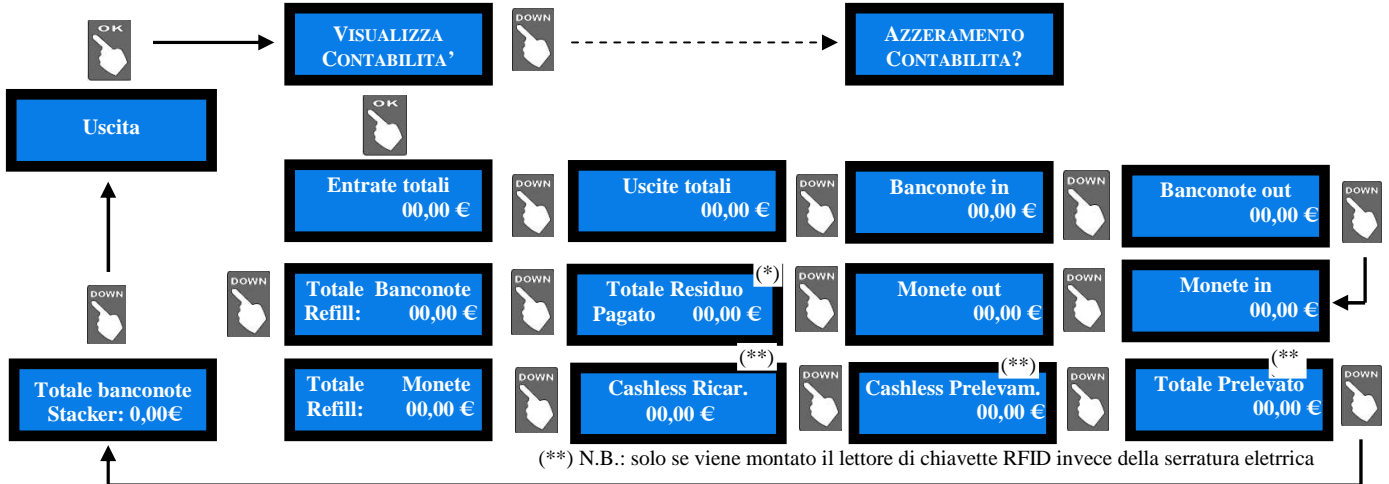 OK
VISUALIZZA
CONTABILITA'
DOWN
AZZERAMENTO
CONTABILITA?
Uscita
OK
Entrate totali
00,00 €
DOWN
Uscite totali
00,00 €
DOWN
Banconote in
00,00 €
DOWN
Banconote out
00,00 €
DOWN
DOWN
DOWN
Totale Banconote
Refill: 00,00 €
DOWN
(*)
Totale Residuo
Pagato 00,00 €
DOWN
Monete out
00,00 €
DOWN
Monete in
00,00 €
Totale banconote
Stacker: 0,00€
Totale Monete
Refill: 00,00 €
DOWN
(**)
Cashless Ricar.
00,00 €
DOWN
(**)
Cashless Prelevam.
00,00 €
DOWN
(**
Totale Prelevato
00,00 €
DOWN
(**) N.B.: solo se viene montato il lettore di chiavette RFID invece della serratura eletrrica